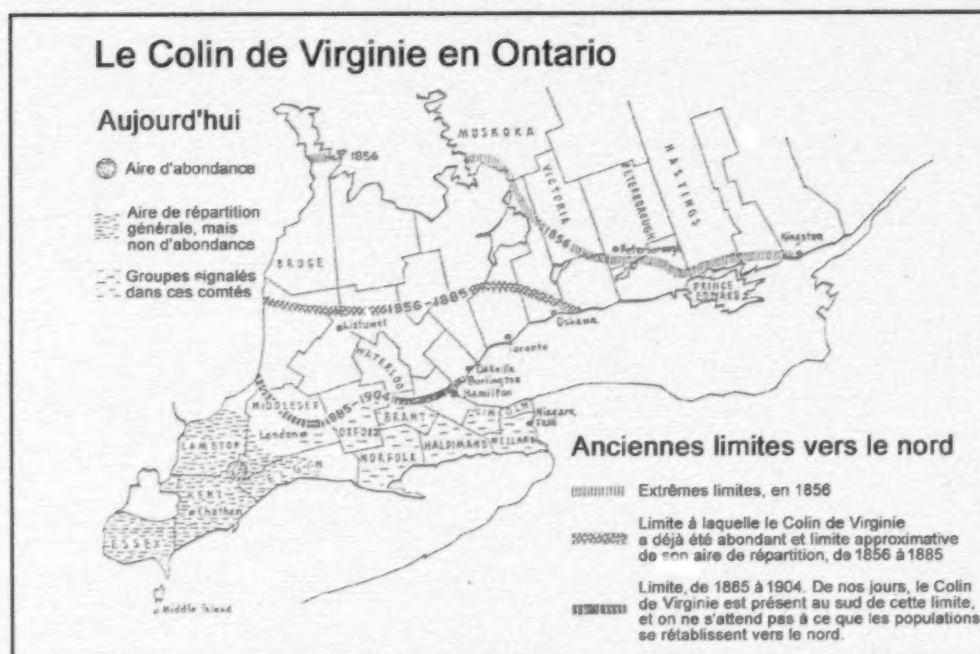 Le Colin de Virginie en Ontario
Aujourd'hui
Aire d'abondance
Aire de répartition
générale, mais
non d'abondance
Groupes signalés
dans ces comtés
1856
MUSKOKA
VICTORIA
PETERBOROUGH
HASTINGS
1856
Peterboro
Kingston
PRINCE
EDWARD
BRUCE
1856-1885
Listowel
Oshawa
Toronto
WATERLOO
Oakville
Burlington
Hamilton
MIDDLESEX
1885-1904
BRANT
LINCOLN
Niagara
Falls
London
OXFORD
HALDIMAND
WELLAND
NORFOLK
LAMBTON
KENT
Chatham
ESSEX
Middle Island
Anciennes limites vers le nord
Extrêmes limites, en 1856
Limite à laquelle le Colin de Virginie
a déjà été abondant et limite approximative
de son aire de répartition, de 1856 à 1885
Limite, de 1885 à 1904. De nos jours, le Colin
de Virginie est présent au sud de cette limite,
et on ne s'attend pas à ce que les populations
se rétablissent vers le nord.